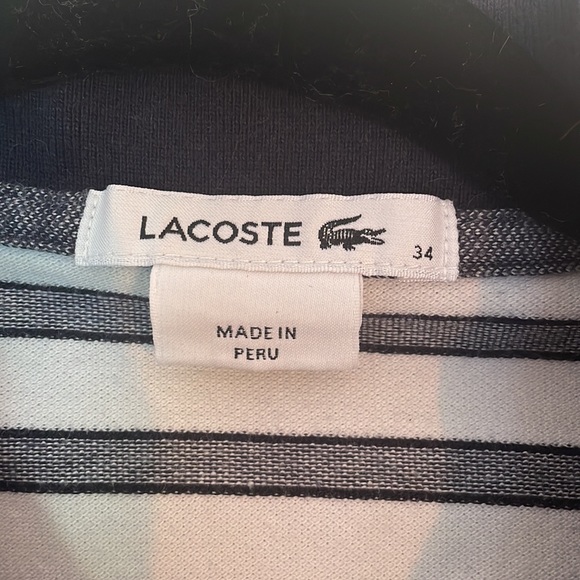 LACOSTE
34
MADE IN
PERU